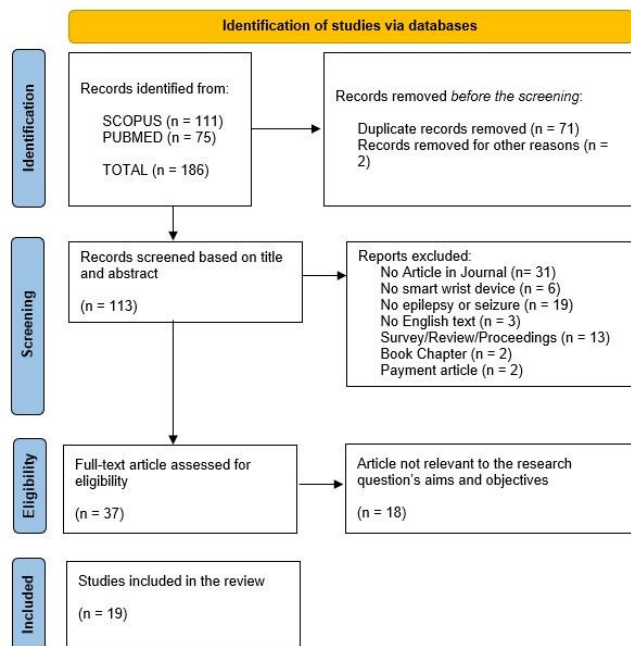 Identification of studies via databases
Identification
Records identified from:
SCOPUS (n = 111)
PUBMED (n = 75)
TOTAL (n = 186)
Records removed before the screening:
Duplicate records removed (n = 71)
Records removed for other reasons (n =
2)
Screening
Records screened based on title
and abstract
(n = 113)
Reports excluded:
No Article in Journal (n= 31)
No smart wrist device (n = 6)
No epilepsy or seizure (n = 19)
No English text (n = 3)
Survey/Review/Proceedings (n = 13)
Book Chapter (n = 2)
Payment article (n = 2)
Eligibility
Full-text article assessed for
eligibility
(n = 37)
Article not relevant to the research
question's aims and objectives
(n = 18)
Included
Studies included in the review
(n = 19)